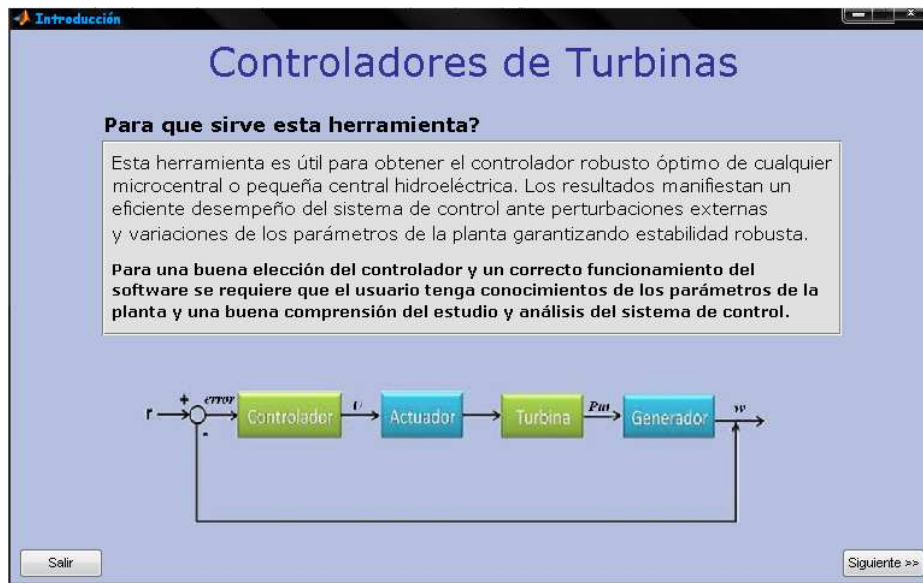 Introducción
Controladores de Turbinas
Para que sirve esta herramienta?
Esta herramienta es útil para obtener el controlador robusto óptimo de cualquier
microcentral o pequeña central hidroeléctrica. Los resultados manifiestan un
eficiente desempeño del sistema de control ante perturbaciones externas
y variaciones de los parámetros de la planta garantizando estabilidad robusta.
Para una buena elección del controlador y un correcto funcionamiento del
software se requiere que el usuario tenga conocimientos de los parámetros de la
planta y una buena comprensión del estudio y análisis del sistema de control.
r + - error Controlador U Actuador Turbina Pm Generador w
Salir
Siguiente >>